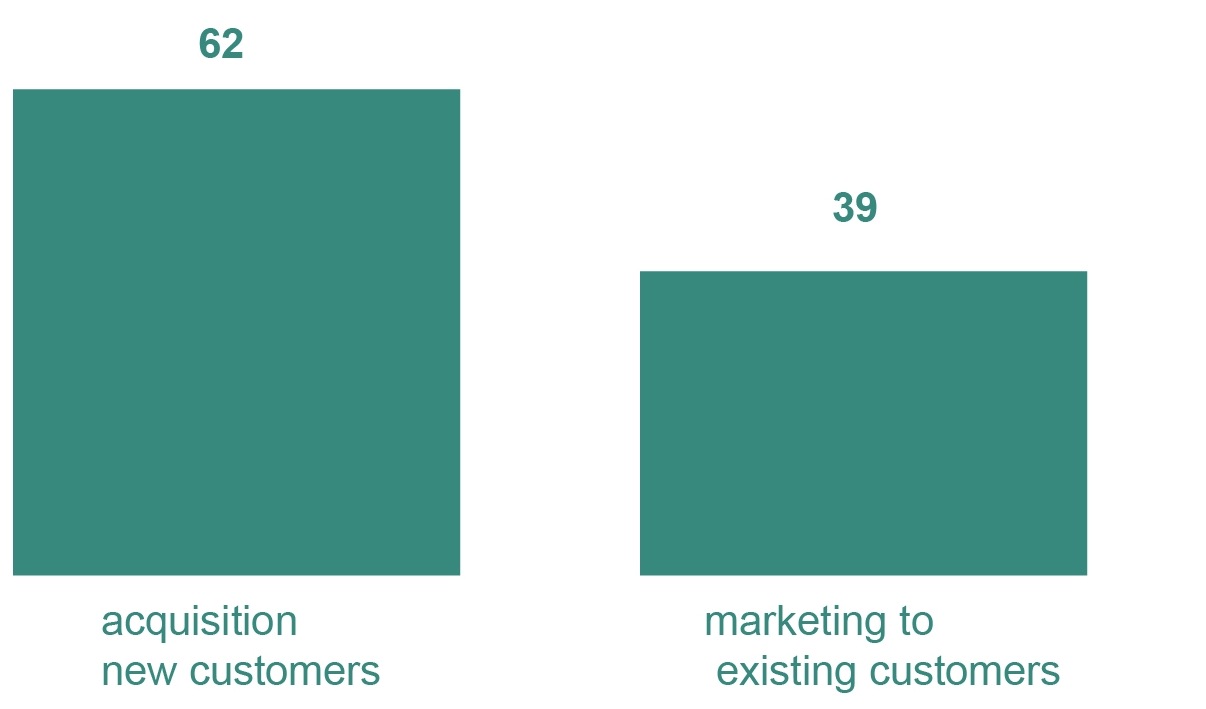 62
39
acquisition
new customers
marketing to
existing customers